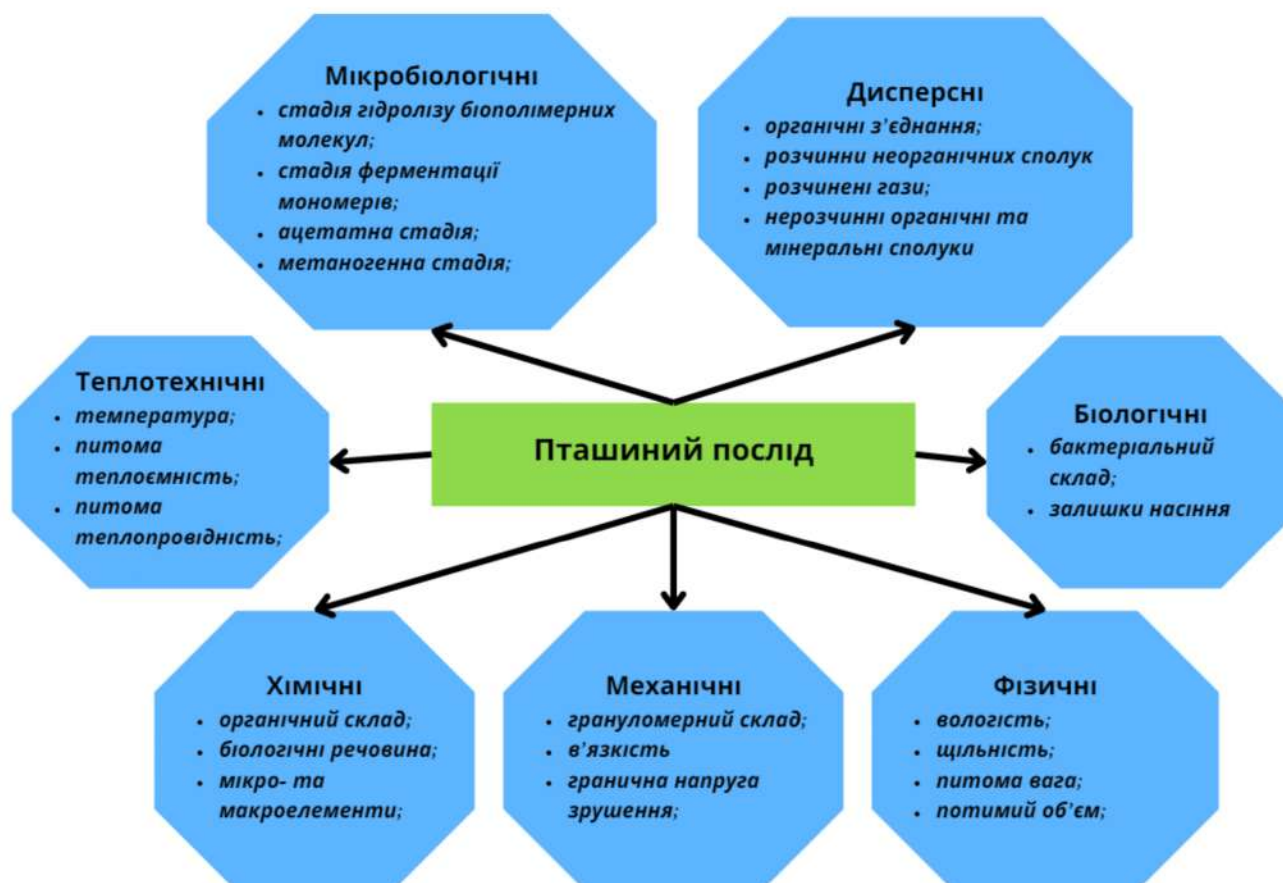 Мікробіологічні
• стадія гідролізу біополімерних
молекул;
• стадія ферментації
мономерів;
• ацетатна стадія;
• метаногенна стадія;
Дисперсні
• органічні з'єднання;
• розчинни неорганічних сполук
• розчинені гази;
• нерозчинні органічні та
мінеральні сполуки
Теплотехнічні
• температура;
• питома
теплоємність;
• питома
теплопровідність;
Пташиний послід
Біологічні
• бактеріальний
склад;
• залишки насіння
Хімічні
• органічний склад;
• біологічні речовина;
• мікро- та
макроелементи;
Механічні
• грануломерний склад;
• в'язкість
• гранична напруга
зрушення;
Фізичні
• вологість;
• щільність;
• питома вага;
• потимий об'єм;